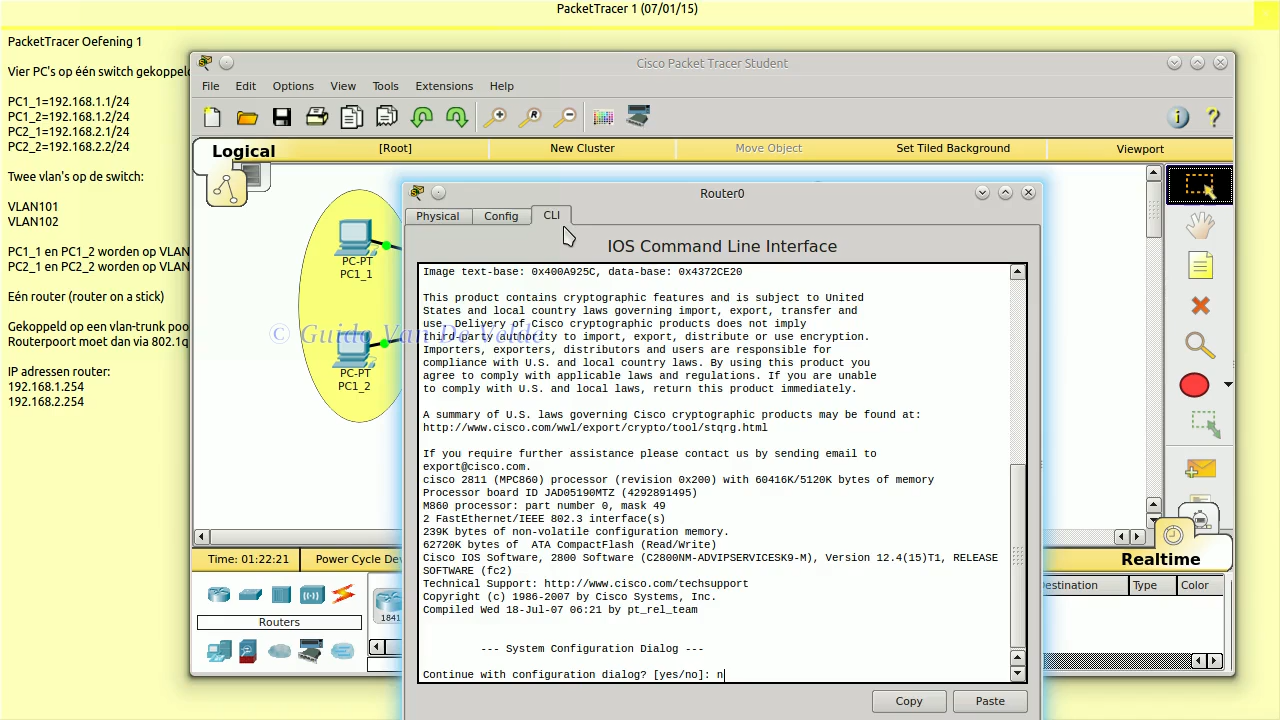 PacketTracer 1 (07/01/15)
PacketTracer Oefening 1
Vier PC's op één switch gekoppeld
PC1_1=192.168.1.1/24
PC1_2=192.168.1.2/24
PC2_1=192.168.2.1/24
PC2_2=192.168.2.2/24
Twee vlan's op de switch:
VLAN101
VLAN102
PC1_1 en PC1_2 worden op VLAN
PC2_1 en PC2_2 worden op VLAN
Eén router (router on a stick)
Gekoppeld op een vlan-trunk poo
Routerpoort moet dan via 802.1q
IP adressen router:
192.168.1.254
192.168.2.254
Cisco Packet Tracer Student
File Edit Options View Tools Extensions Help
Logical [Root] New Cluster Move Object Set Tiled Background Viewport
PC-PT
PC1_1
PC-PT
PC1_2
© Guido Van De Velde
Router0
Physical Config CLI
IOS Command Line Interface
Image text-base: 0x400A925C, data-base: 0x4372CE20
This product contains cryptographic features and is subject to United
States and local country laws governing import, export, transfer and
use. Delivery of Cisco cryptographic products does not imply
third-party authority to import, export, distribute or use encryption.
Importers, exporters, distributors and users are responsible for
compliance with U.S. and local country laws. By using this product you
agree to comply with applicable laws and regulations. If you are unable
to comply with U.S. and local laws, return this product immediately.
A summary of U.S. laws governing Cisco cryptographic products may be found at:
http://www.cisco.com/wwl/export/crypto/tool/stqrg.html
If you require further assistance please contact us by sending email to
export@cisco.com.
cisco 2811 (MPC860) processor (revision 0x200) with 60416K/5120K bytes of memory
Processor board ID JAD05190MTZ (4292891495)
M860 processor: part number 0, mask 49
2 FastEthernet/IEEE 802.3 interface(s)
239K bytes of non-volatile configuration memory.
62720K bytes of  ATA CompactFlash (Read/Write)
Cisco IOS Software, 2800 Software (C2800NM-ADVIPSERVICESK9-M), Version 12.4(15)T1, RELEASE
SOFTWARE (fc2)
Technical Support: http://www.cisco.com/techsupport
Copyright (c) 1986-2007 by Cisco Systems, Inc.
Compiled Wed 18-Jul-07 06:21 by pt_rel_team
--- System Configuration Dialog ---
Continue with configuration dialog? [yes/no]: n
Copy Paste
Time: 01:22:21 Power Cycle De
Realtime
Routers
1841
Type Color